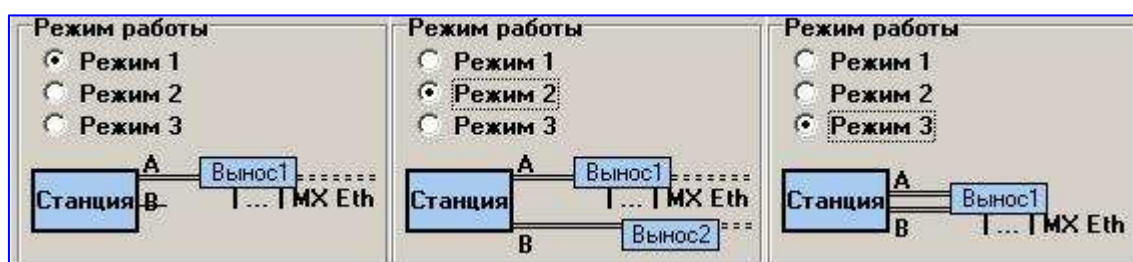 Режим работы
Режим 1
Режим 2
Режим 3
A
Вынос1
Станция B
... MX Eth
Режим работы
Режим 1
Режим 2
Режим 3
A
Вынос1
Станция
... MX Eth
B
Вынос2
Режим работы
Режим 1
Режим 2
Режим 3
A
Станция
Вынос1
B
... MX Eth